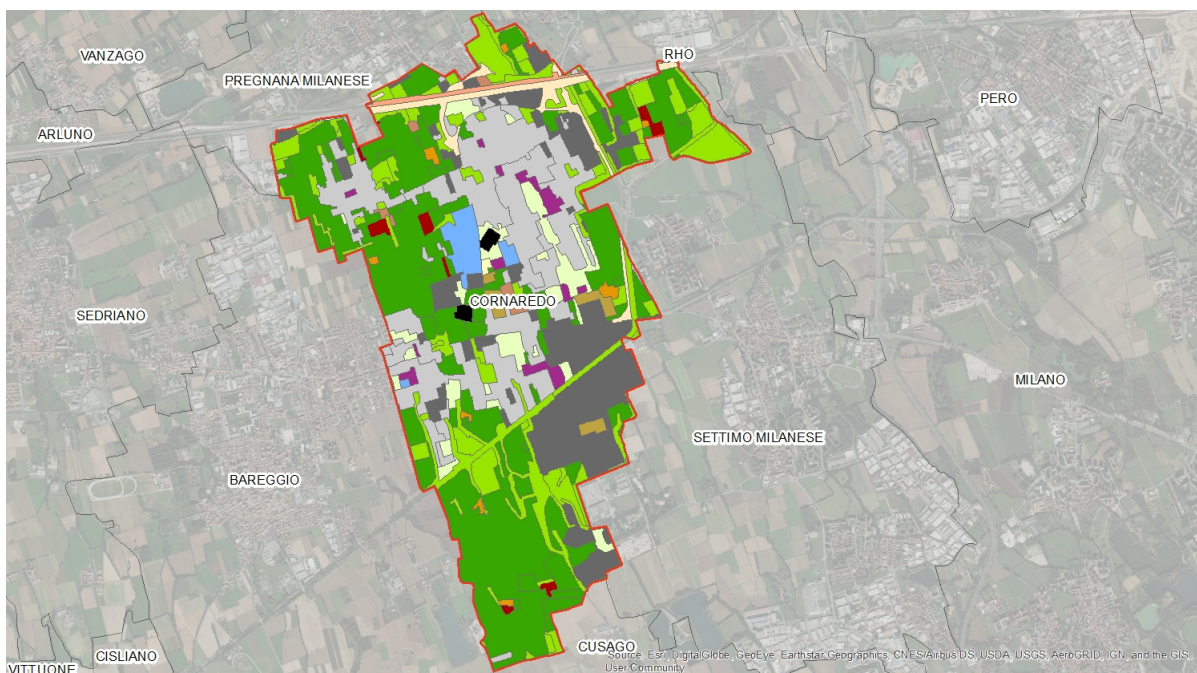 VANZAGO
RHO
PREGNANA MILANESE
PERO
ARLUNO
CORNAREDO
SEDRIANO
MILANO
SETTIMO MILANESE
BAREGGIO
CUSAGO
CISLIANO
VITTUONE
Source: Esri, DigitalGlobe, GeoEye, Earthstar Geographics, CNES/Airbus DS, USDA, USGS, AeroGRID, IGN, and the GIS
User Community